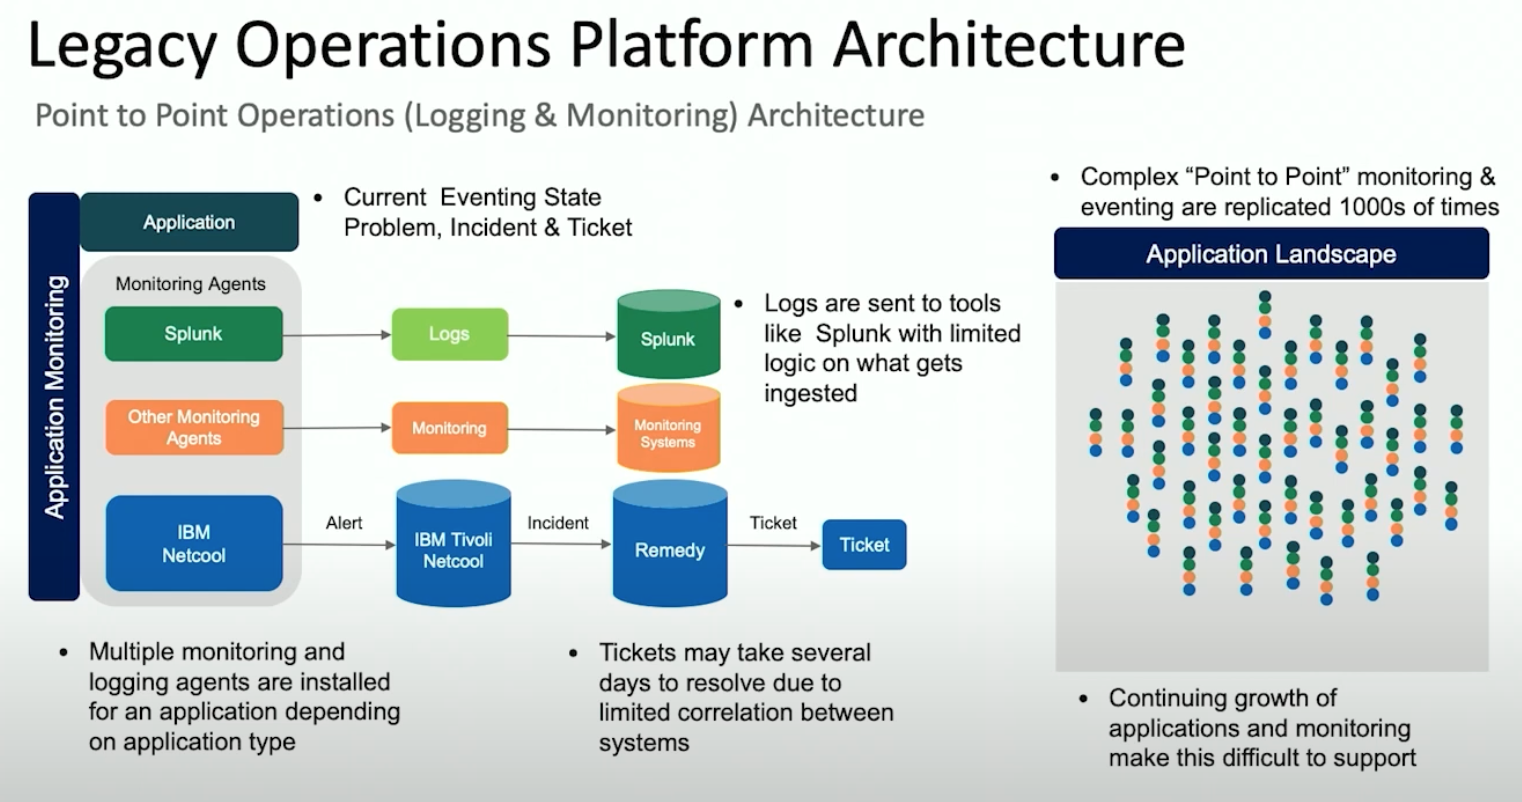 Legacy Operations Platform Architecture
Point to Point Operations (Logging & Monitoring) Architecture
Application Monitoring
Application
Monitoring Agents
Splunk
Other Monitoring
Agents
IBM
Netcool
• Current Eventing State
Problem, Incident & Ticket
Logs
Splunk
Monitoring
Monitoring
Systems
Alert
IBM Tivoli
Netcool
Incident
Remedy
Ticket
Ticket
• Logs are sent to tools
like Splunk with limited
logic on what gets
ingested
• Multiple monitoring and
logging agents are installed
for an application depending
on application type
• Tickets may take several
days to resolve due to
limited correlation between
systems
• Complex “Point to Point” monitoring &
eventing are replicated 1000s of times
Application Landscape
• Continuing growth of
applications and monitoring
make this difficult to support